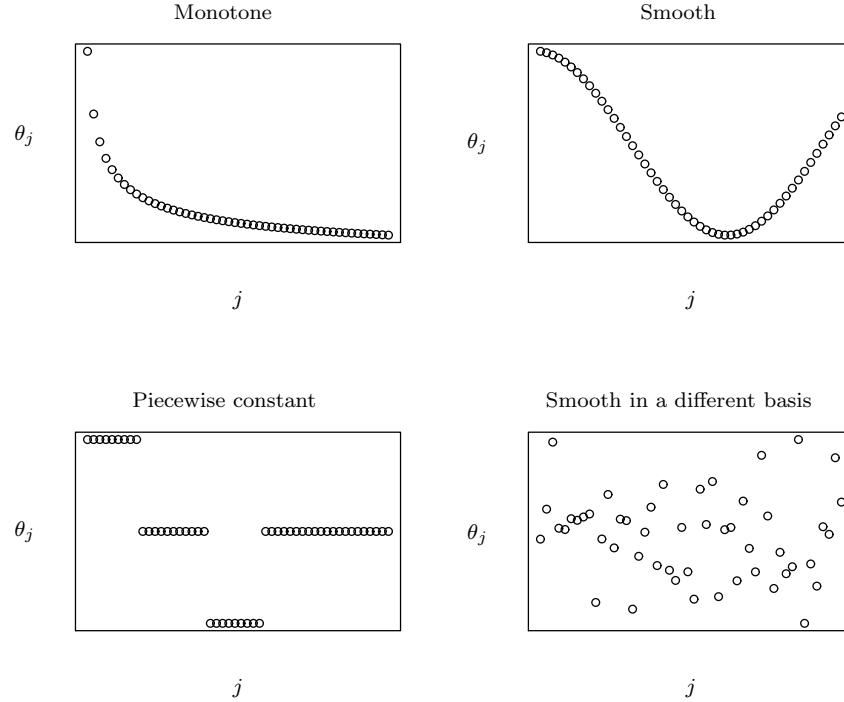 Monotone
θj
j
Smooth
θj
j
Piecewise constant
θj
j
Smooth in a different basis
θj
j